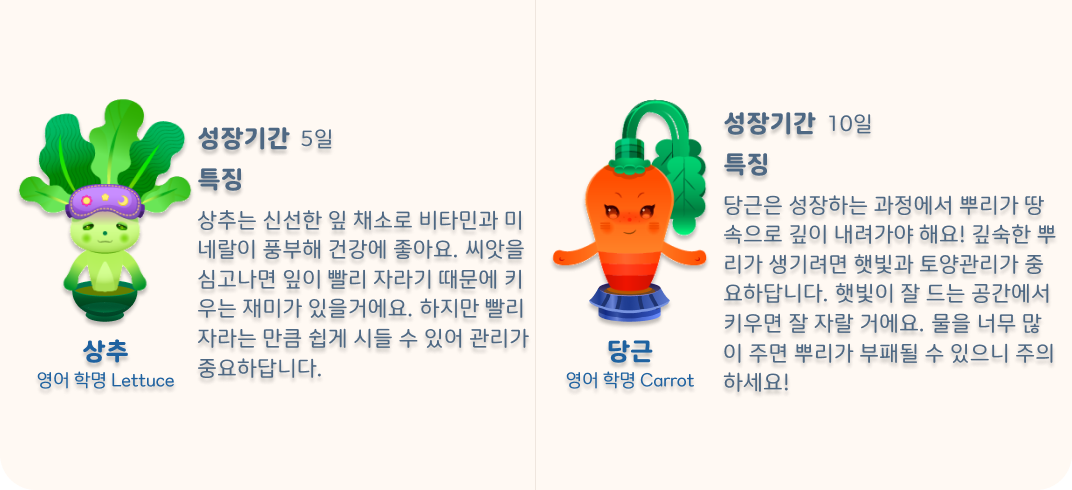 성장기간 5일
특징
상추는 신선한 잎 채소로 비타민과 미
네랄이 풍부해 건강에 좋아요. 씨앗을
심고나면 잎이 빨리 자라기 때문에 키
우는 재미가 있을거에요. 하지만 빨리
자라는 만큼 쉽게 시들 수 있어 관리가
중요하답니다.
상추
영어 학명 Lettuce
성장기간 10일
특징
당근은 성장하는 과정에서 뿌리가 땅
속으로 깊이 내려가야 해요! 깊숙한 뿌
리가 생기려면 햇빛과 토양관리가 중
요하답니다. 햇빛이 잘 드는 공간에서
키우면 잘 자랄 거에요. 물을 너무 많
이 주면 뿌리가 부패될 수 있으니 주의
하세요!
당근
영어 학명 Carrot